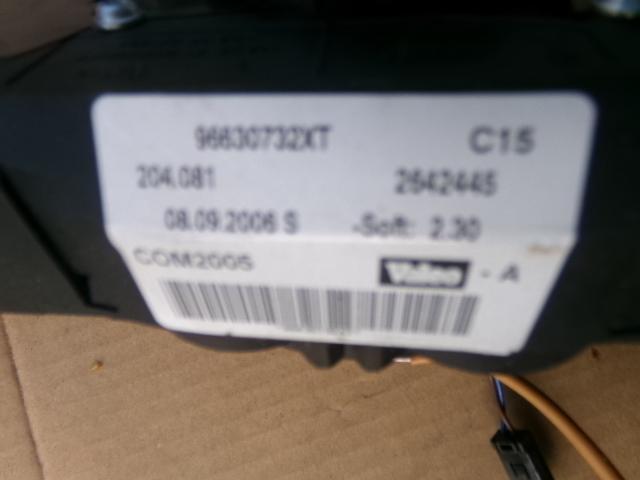 96630732XT C15
204.081 2642445
08.09.2006 S -Soft: 2.30
COM2005 Valeo - A